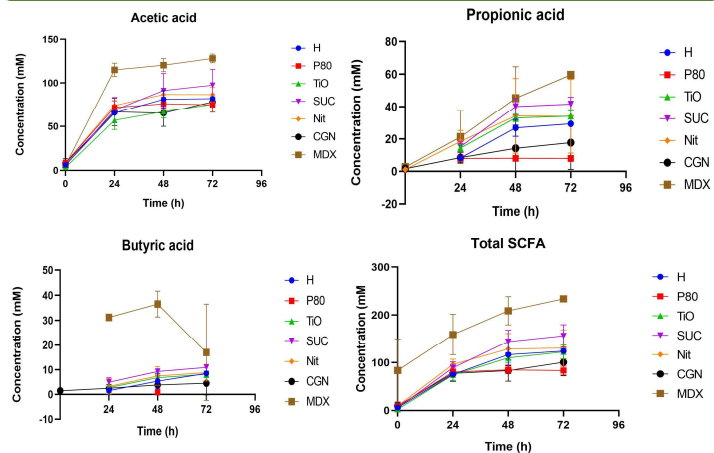 Acetic acid
Concentration (mM)
150
100
50
0
0 24 48 72 96
Time (h)
H
P80
TiO
SUC
Nit
CGN
MDX
Propionic acid
Concentration (mM)
80
60
40
20
0
-20
24 48 72 96
Time (h)
H
P80
TiO
SUC
Nit
CGN
MDX
Butyric acid
Concentration (mM)
50
40
30
20
10
0
-10
24 48 72 96
Time (h)
H
P80
TiO
SUC
Nit
CGN
MDX
Total SCFA
Concentration (mM
300
200
100
0
0 24 48 72 96
Time (h)
H
P80
TiO
SUC
Nit
CGN
MDX